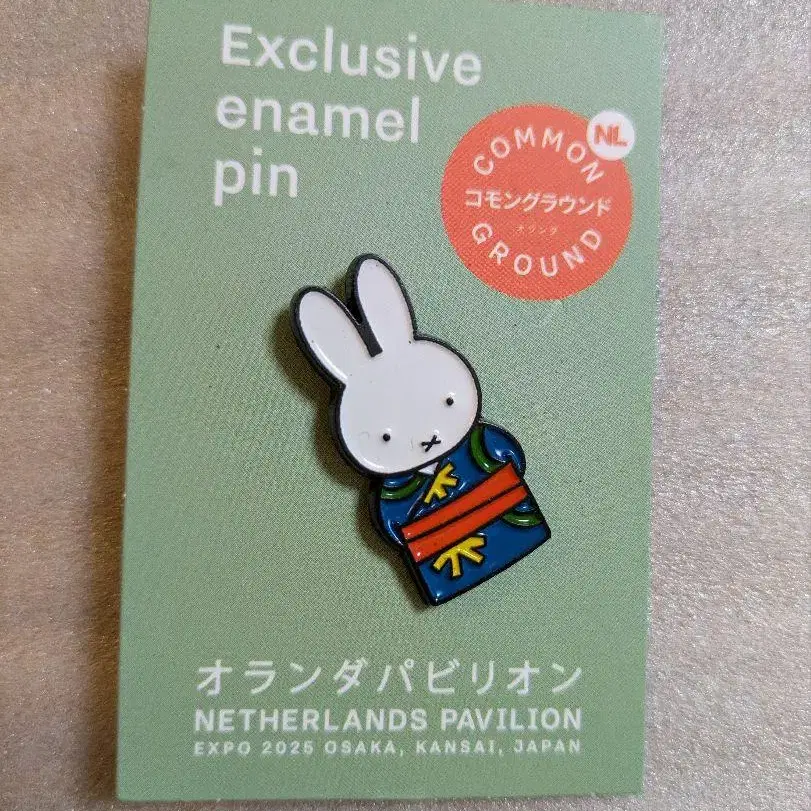 Exclusive
enamel
pin
NL
COMMON
コモングラウンド
オランダ
GROUND
オランダパビリオン
NETHERLANDS PAVILION
EXPO 2025 OSAKA, KANSAI, JAPAN